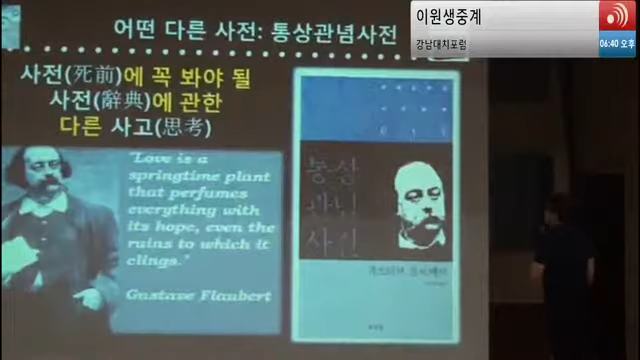 어떤 다른 사전: 통상관념사전
이원생중계
강남대치포럼
06:40 오후
사전(死前)에 꼭 봐야 될
사전(辭典)에 관한
다른 사고(思考)
"Love is a
springtime plant
that perfumes
everything with
its hope, even the
ruins to which it
clings."
Gustave Flaubert
통상
관념
사전